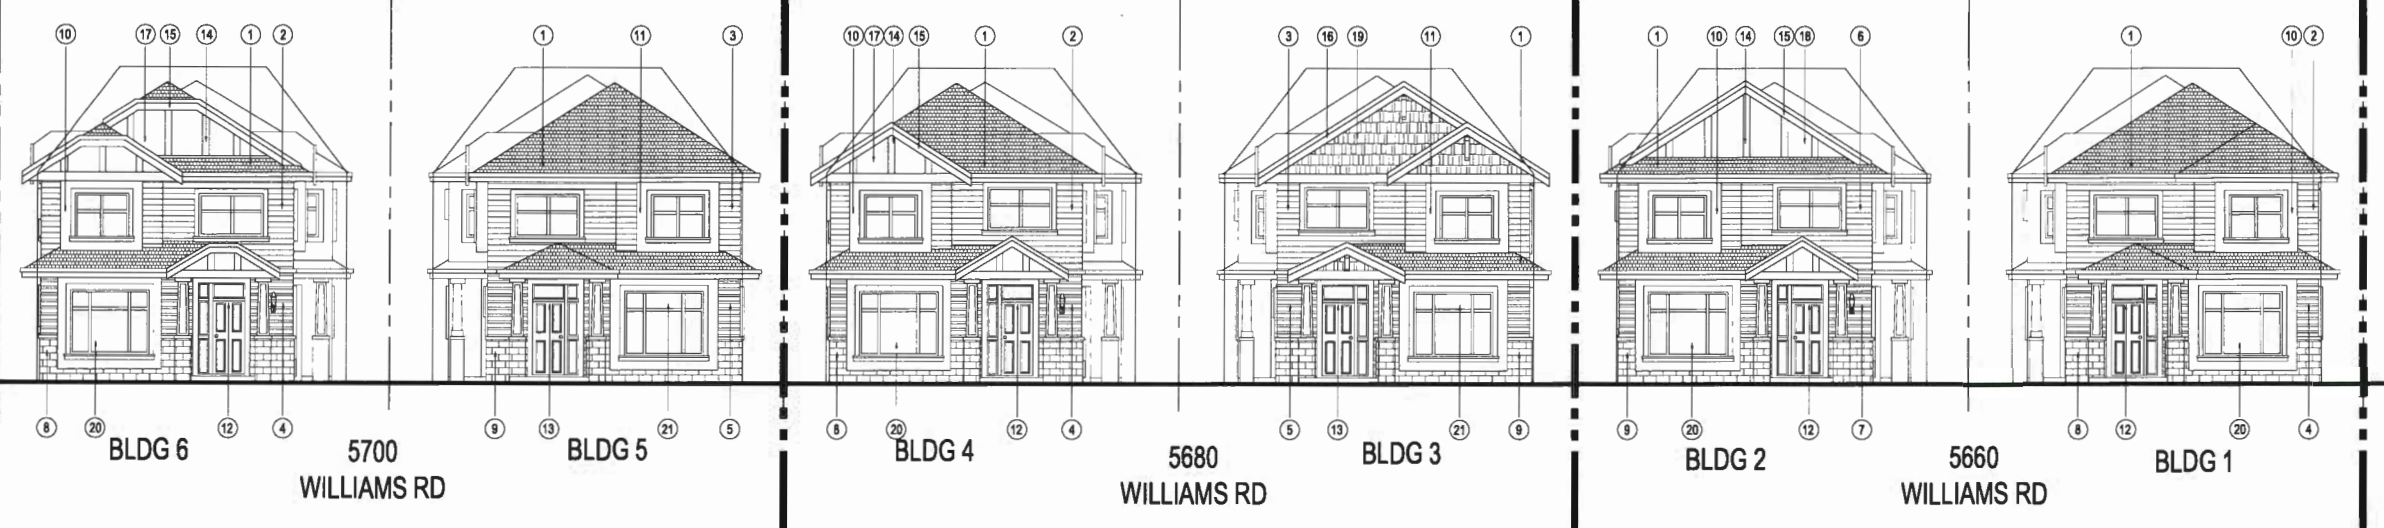 10 17 15 14 1 2 1 11 3 10 17 14 15 1 2 3 16 19 11 1 1 10 14 15 18 6 1 10 2
8 20 12 4 9 13 21 5 8 20 12 4 5 13 21 9 9 20 12 7 8 12 20 4
BLDG 6 5700 BLDG 5 BLDG 4 5680 BLDG 3 BLDG 2 5660 BLDG 1
WILLIAMS RD WILLIAMS RD WILLIAMS RD